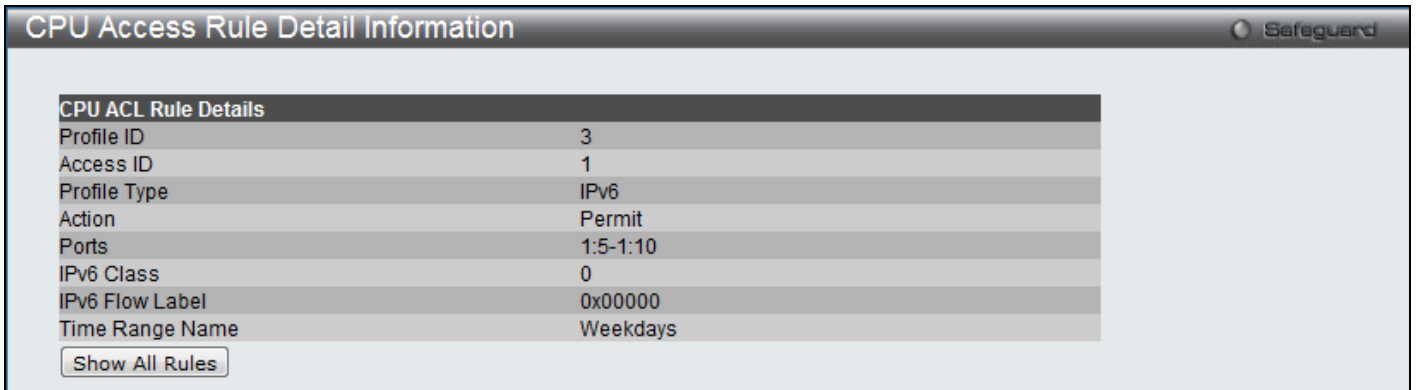 CPU Access Rule Detail Information
Safeguard
CPU ACL Rule Details
Profile ID 3
Access ID 1
Profile Type IPv6
Action Permit
Ports 1:5-1:10
IPv6 Class 0
IPv6 Flow Label 0x00000
Time Range Name Weekdays
Show All Rules